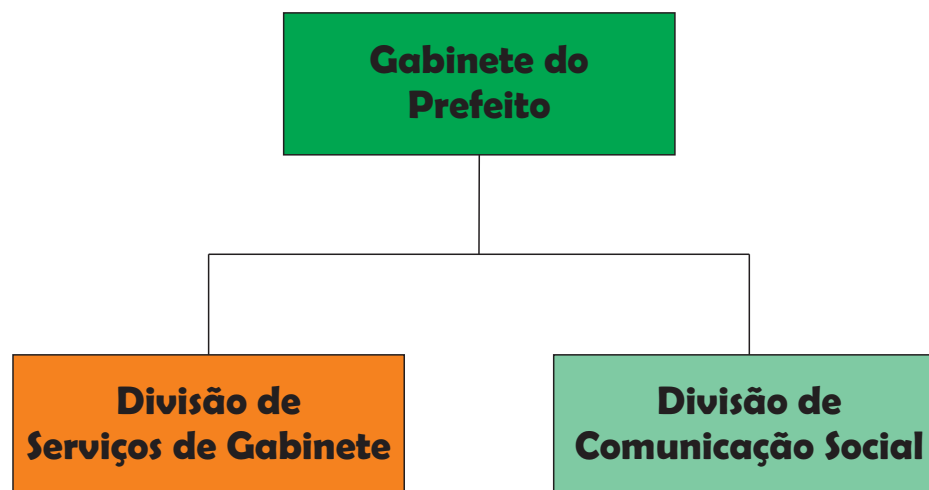 Gabinete do
Prefeito
Divisão de
Serviços de Gabinete
Divisão de
Comunicação Social